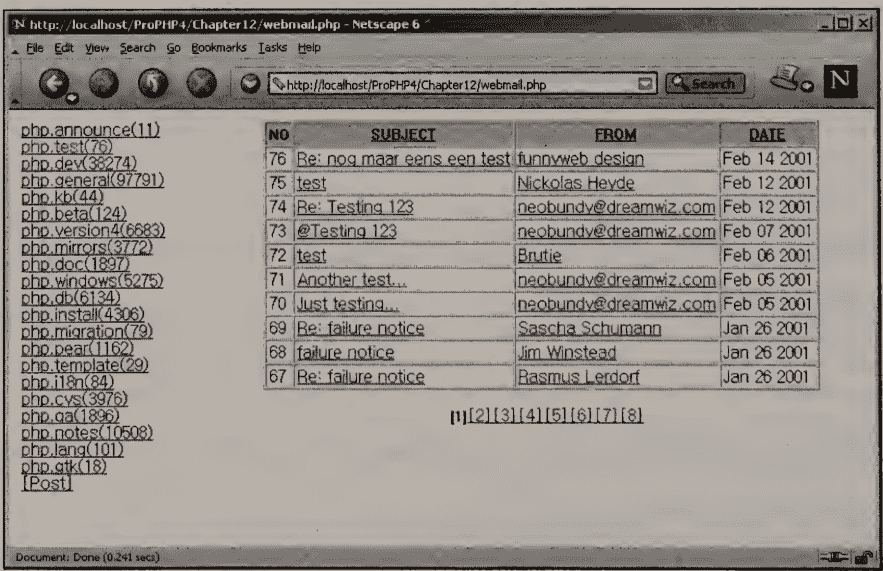 http://localhost/ProPHP4/Chapter12/webmail.php - Netscape 6
File Edit View Search Go Bookmarks Tasks Help
http://localhost/ProPHP4/Chapter12/webmail.php Search N
php.announce(11)
php.test(76)
php.dev(38274)
php.general(97791)
php.kb(44)
php.beta(124)
php.version4(6683)
php.mirrors(3772)
php.doc(1897)
php.windows(5275)
php.db(6134)
php.install(4306)
php.migration(79)
php.pear(1162)
php.template(29)
php.i18n(84)
php.cvs(3976)
php.qa(1896)
php.notes(10508)
php.lang(101)
php.gtk(18)
[Post]
NO SUBJECT FROM DATE
76 Re: nog maar eens een test funnyweb design Feb 14 2001
75 test Nickolas Heyde Feb 12 2001
74 Re: Testing 123 neobundy@dreamwiz.com Feb 12 2001
73 @Testing 123 neobundy@dreamwiz.com Feb 07 2001
72 test Brutie Feb 06 2001
71 Another test... neobundy@dreamwiz.com Feb 05 2001
70 Just testing... neobundy@dreamwiz.com Feb 05 2001
69 Re: failure notice Sascha Schumann Jan 26 2001
68 failure notice Jim Winstead Jan 26 2001
67 Re: failure notice Rasmus Lerdorf Jan 26 2001
[1][2][3][4][5][6][7][8]
Document: Done (0.241 secs)